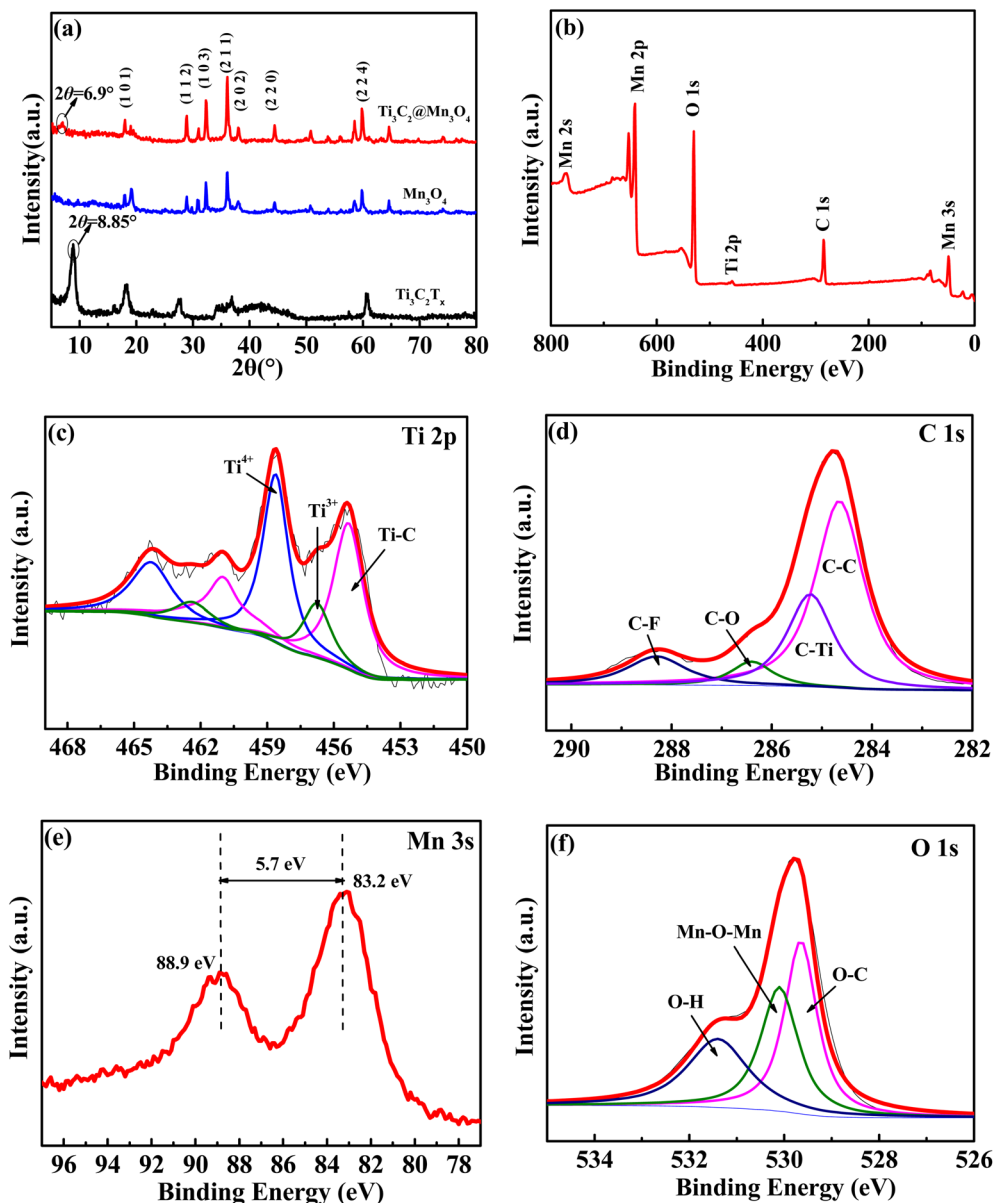 (a)
2θ=6.9°
(1 0 1)
(1 1 2)
(1 0 3)
(2 1 1)
(2 0 2)
(2 2 0)
(2 2 4)
Ti₃C₂@Mn₃O₄
Mn₃O₄
2θ=8.85°
Ti₃C₂Tₓ
Intensity(a.u.)
10 20 30 40 50 60 70 80
2θ(°)
(b)
Mn 2s
Mn 2p
O 1s
Ti 2p
C 1s
Mn 3s
Intensity (a.u.)
800 600 400 200 0
Binding Energy (eV)
(c)
Ti 2p
Ti⁴⁺
Ti³⁺
Ti-C
Intensity (a.u.)
468 465 462 459 456 453 450
Binding Energy (eV)
(d)
C 1s
C-F
C-O
C-Ti
C-C
Intensity (a.u.)
290 288 286 284 282
Binding Energy (eV)
(e)
Mn 3s
5.7 eV
83.2 eV
88.9 eV
Intensity (a.u.)
96 94 92 90 88 86 84 82 80 78
Binding Energy (eV)
(f)
O 1s
Mn-O-Mn
O-H
O-C
Intensity (a.u.)
534 532 530 528 526
Binding Energy (eV)